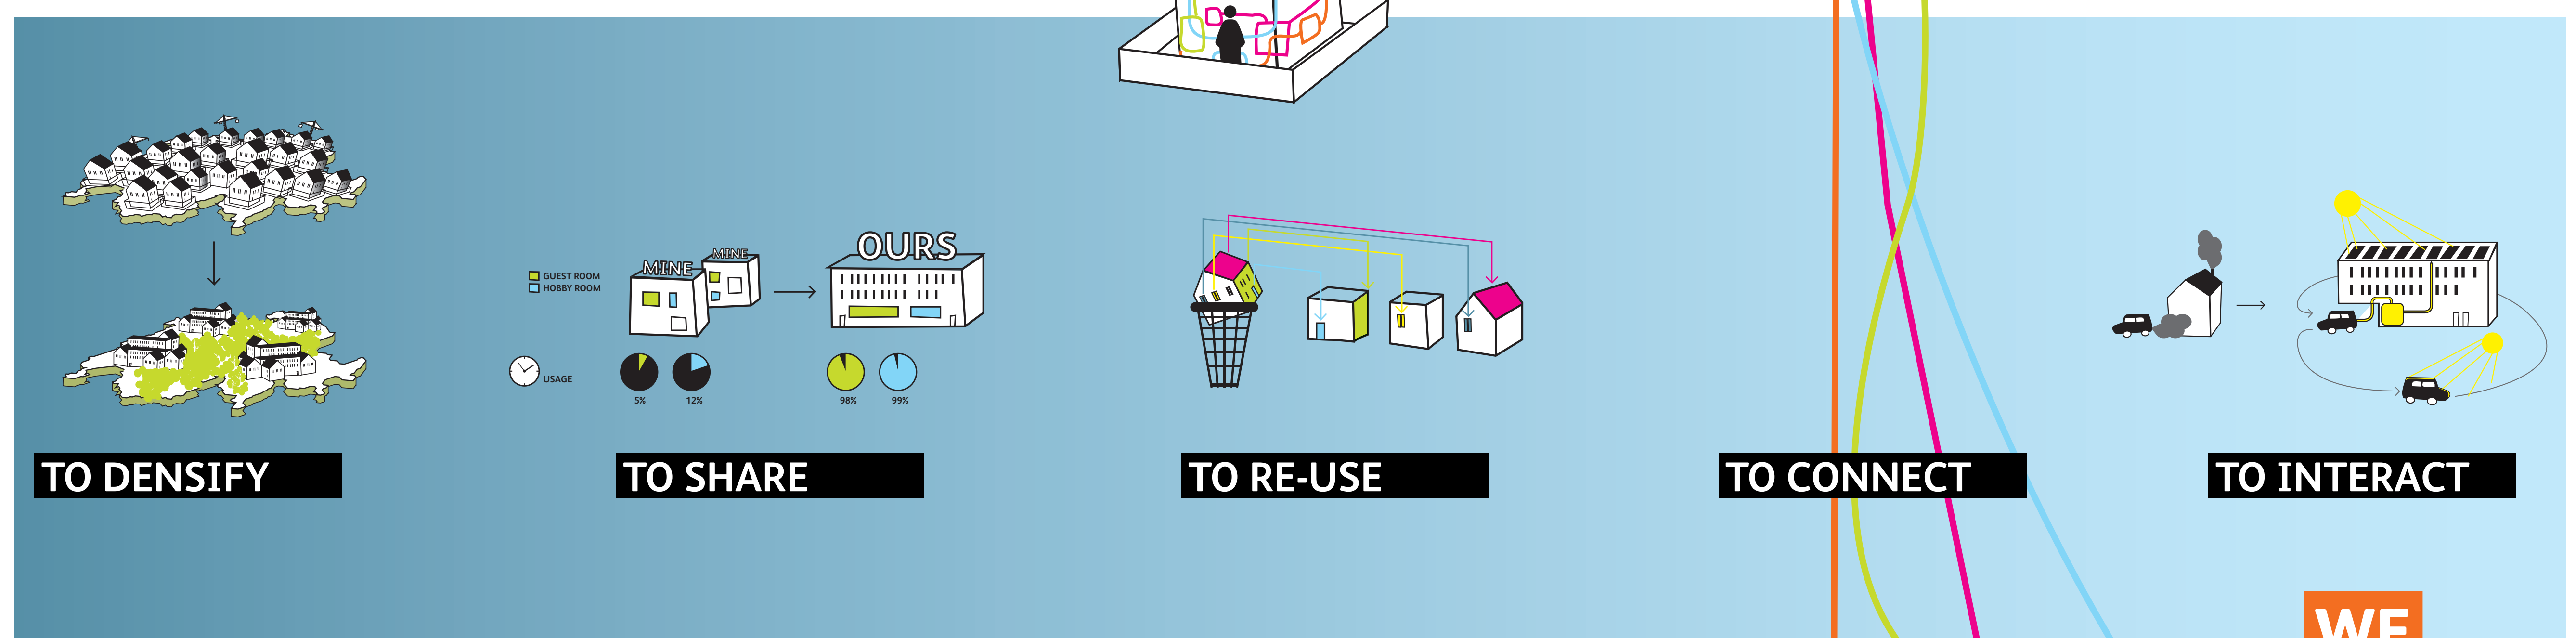 OURS
MINE
MINE
GUEST ROOM
HOBBY ROOM
USAGE
5%
12%
98%
99%
TO DENSIFY
TO SHARE
TO RE-USE
TO CONNECT
TO INTERACT
WE